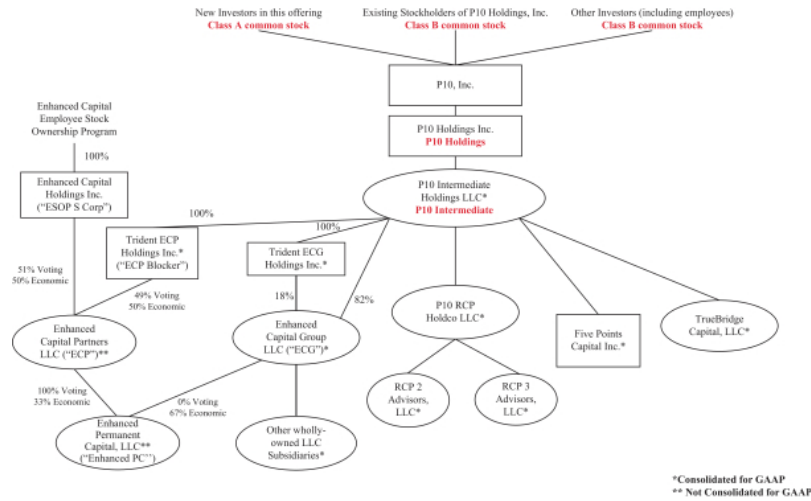 New Investors in this offering
Class A common stock
Existing Stockholders of P10 Holdings, Inc.
Class B common stock
Other Investors (including employees)
Class B common stock
P10, Inc.
Enhanced Capital
Employee Stock
Ownership Program
P10 Holdings Inc.
P10 Holdings
100%
Enhanced Capital
Holdings Inc.
("ESOP S Corp")
P10 Intermediate
Holdings LLC*
P10 Intermediate
100%
100%
Trident ECP
Holdings Inc.*
("ECP Blocker")
Trident ECG
Holdings Inc.*
51% Voting
50% Economic
49% Voting
50% Economic
18%
82%
P10 RCP
Holdco LLC*
TrueBridge
Capital, LLC*
Enhanced
Capital Partners
LLC ("ECP")**
Enhanced
Capital Group
LLC ("ECG")*
Five Points
Capital Inc.*
100% Voting
33% Economic
0% Voting
67% Economic
RCP 2
Advisors,
LLC*
RCP 3
Advisors,
LLC*
Enhanced
Permanent
Capital, LLC**
("Enhanced PC'')
Other wholly-
owned LLC
Subsidiaries*
*Consolidated for GAAP
** Not Consolidated for GAAP